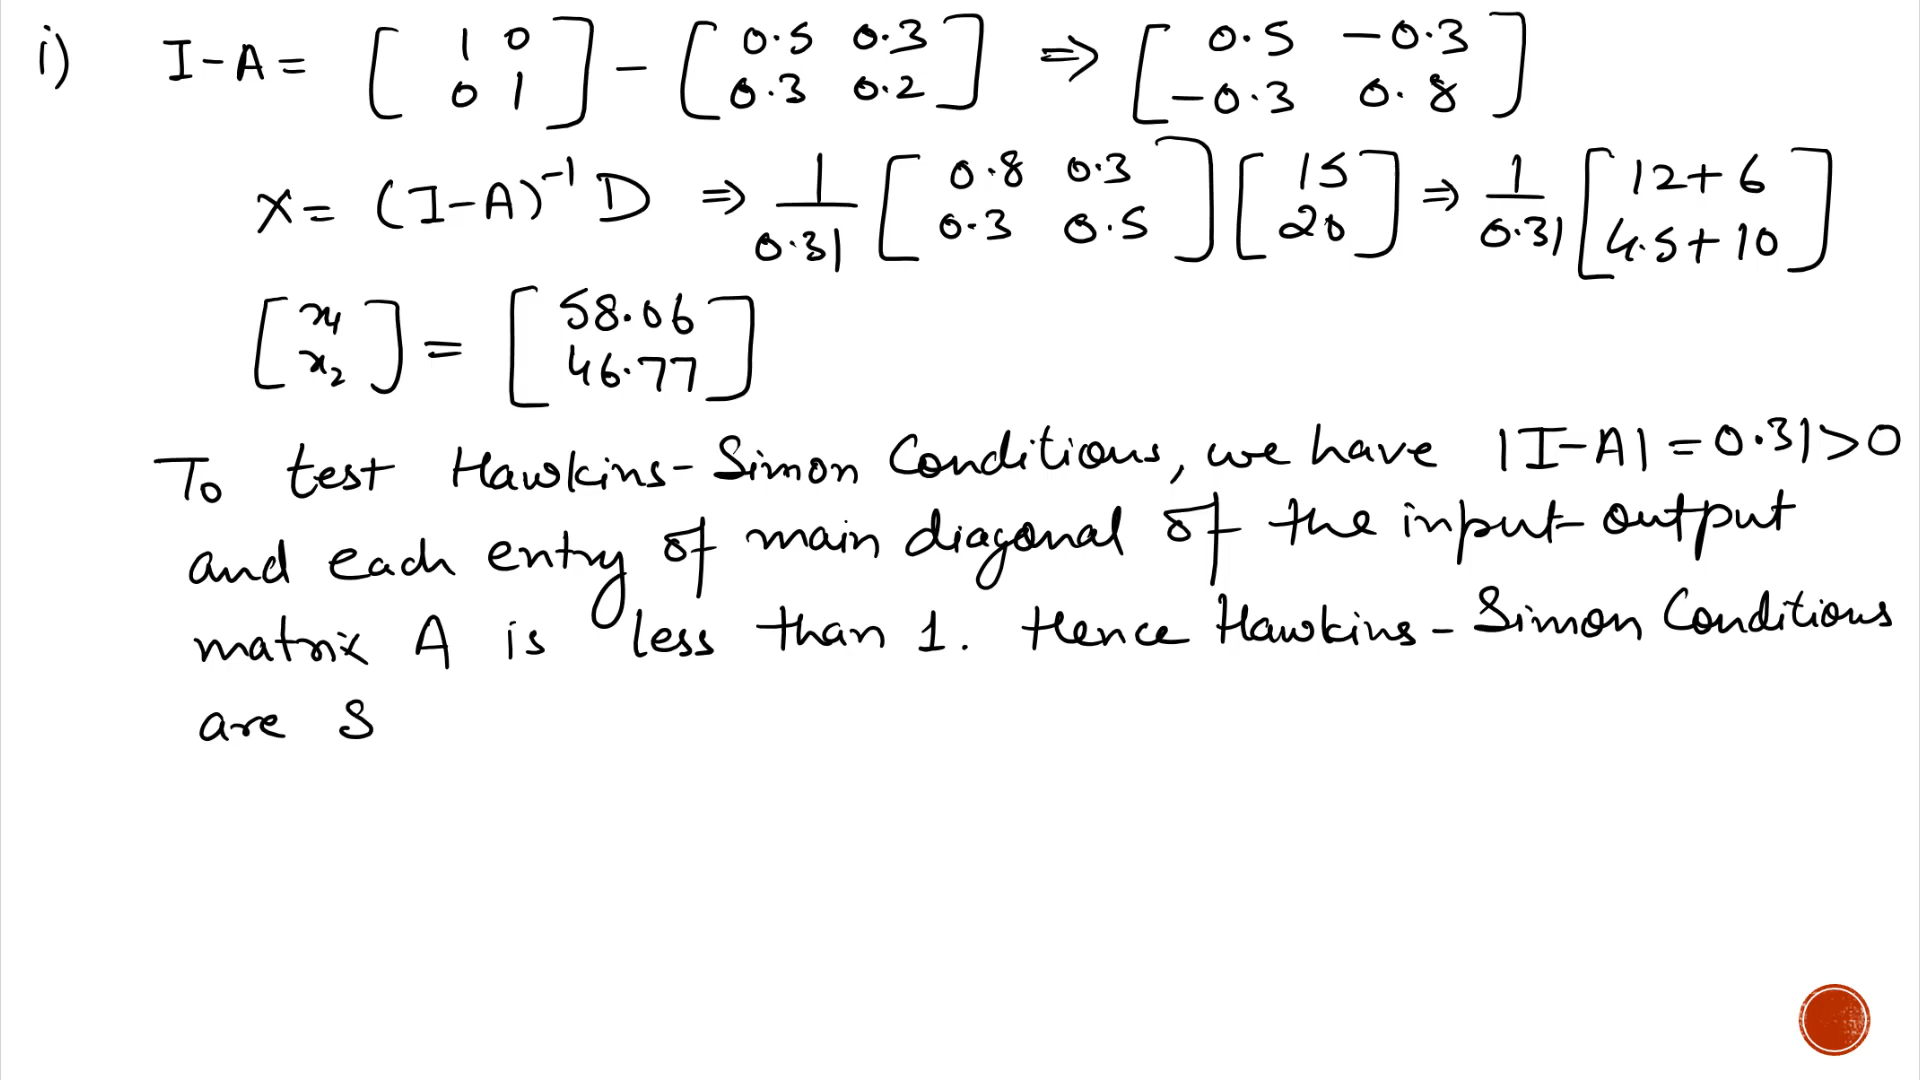 i) I-A = [1 0; 0 1] - [0.5 0.3; 0.3 0.2] ⇒ [0.5 -0.3; -0.3 0.8]
X = (I-A)⁻¹ D ⇒ 1/0.31 [0.8 0.3; 0.3 0.5] [15; 20] ⇒ 1/0.31 [12+6; 4.5+10]
[x₁; x₂] = [58.06; 46.77]
To test Hawkins-Simon Conditions, we have |I-A| = 0.31>0
and each entry of main diagonal of the input-output
matrix A is less than 1. Hence Hawkins-Simon Conditions
are S